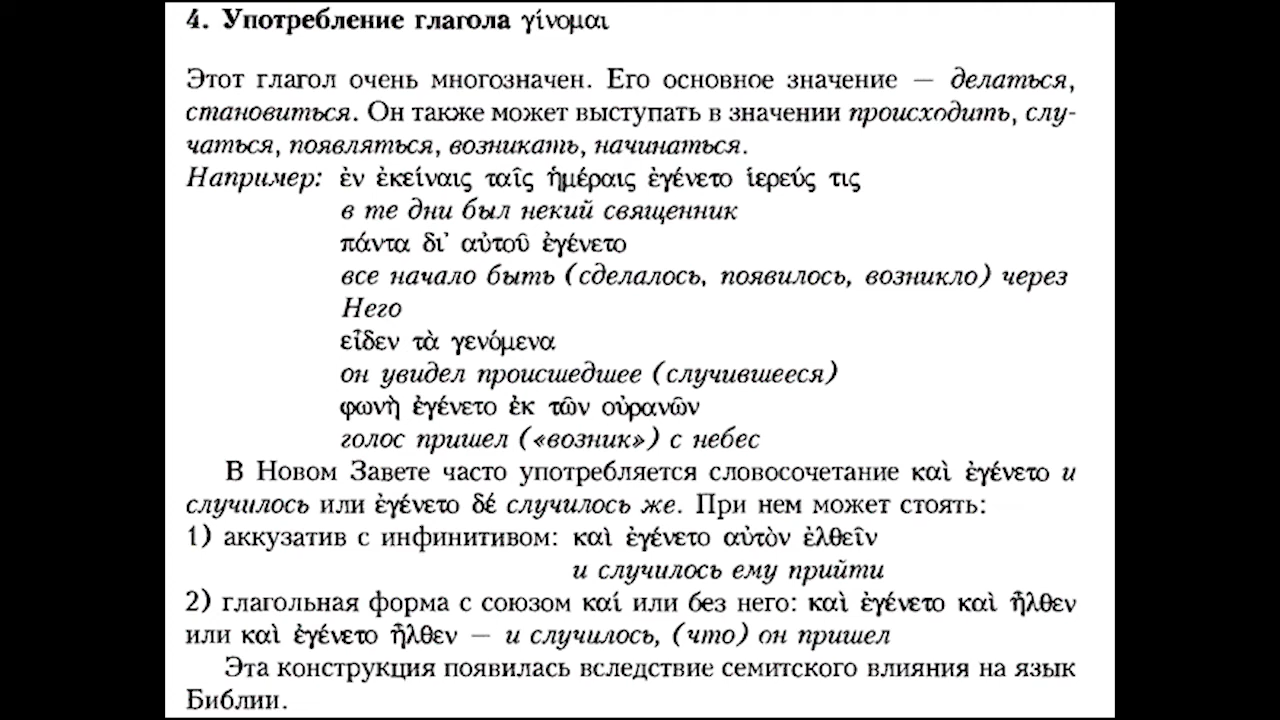 4. Употребление глагола γίνομαι
Этот глагол очень многозначен. Его основное значение — делаться,
становиться. Он также может выступать в значении происходить, слу-
чаться, появляться, возникать, начинаться.
Например: ἐν ἐκείναις ταῖς ἡμέραις ἐγένετο ἱερεύς τις
в те дни был некий священник
πάντα δι' αὐτοῦ ἐγένετο
все начало быть (сделалось, появилось, возникло) через
Него
εἶδεν τὰ γενόμενα
он увидел происшедшее (случившееся)
φωνὴ ἐγένετο ἐκ τῶν οὐρανῶν
голос пришел («возник») с небес
В Новом Завете часто употребляется словосочетание καὶ ἐγένετο и
случилось или ἐγένετο δέ случилось же. При нем может стоять:
1) аккузатив с инфинитивом: καὶ ἐγένετο αὐτὸν ἐλθεῖν
и случилось ему прийти
2) глагольная форма с союзом καί или без него: καὶ ἐγένετο καὶ ἦλθεν
или καὶ ἐγένετο ἦλθεν — и случилось, (что) он пришел
Эта конструкция появилась вследствие семитского влияния на язык
Библии.